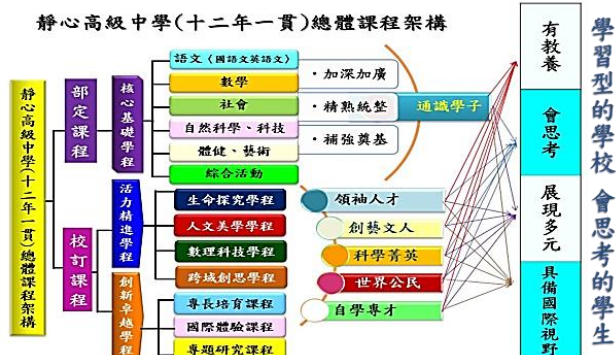 靜心高級中學(十二年一貫)總體課程架構
靜心高級中學(十二年一貫)總體課程架構
部定課程
核心基礎學程
語文(國語文英語文)
數學
社會
自然科學、科技
體健、藝術
綜合活動
・加深加廣
・精熟統整
・補強奠基
通識學子
校訂課程
活力精進學程
生命探究學程
人文美學學程
數理科技學程
跨域創思學程
創新卓越學程
專長培育課程
國際體驗課程
專題研究課程
領袖人才
創藝文人
科學菁英
世界公民
自學專才
有教養
會思考
展現多元
具備國際視野
學習型的學校 會思考的學生